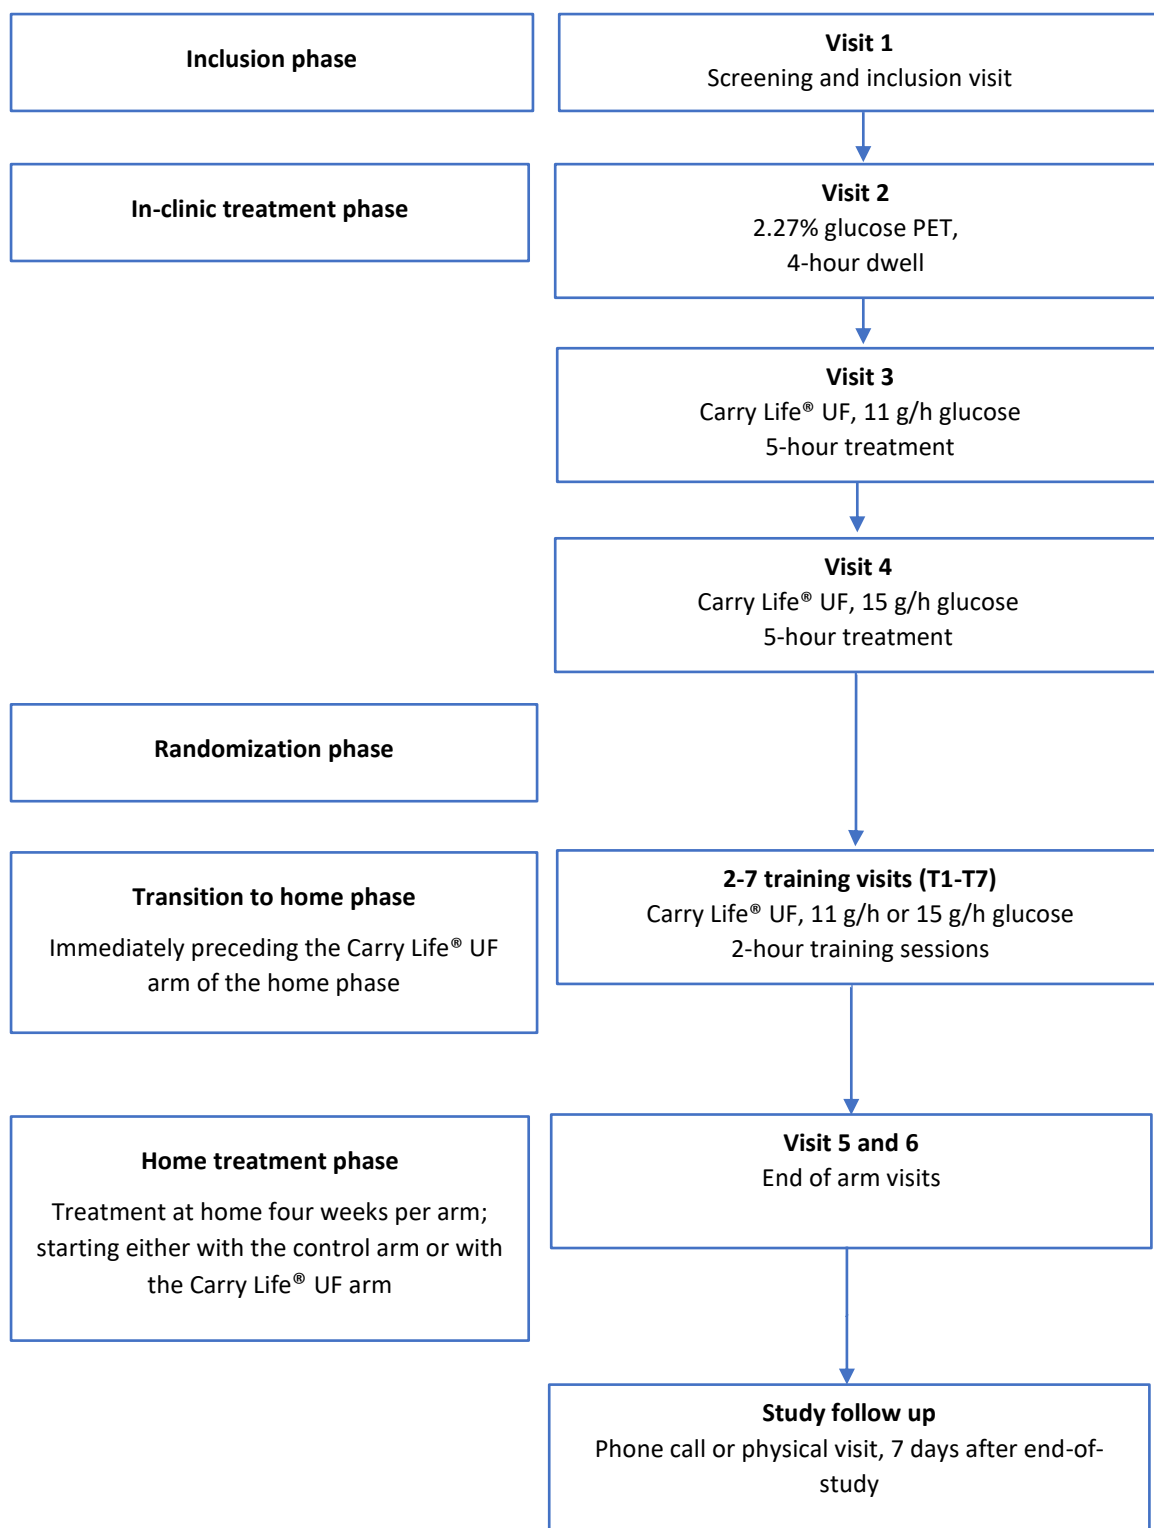 Inclusion phase
Visit 1
Screening and inclusion visit
In-clinic treatment phase
Visit 2
2.27% glucose PET,
4-hour dwell
Visit 3
Carry Life® UF, 11 g/h glucose
5-hour treatment
Visit 4
Carry Life® UF, 15 g/h glucose
5-hour treatment
Randomization phase
Transition to home phase
Immediately preceding the Carry Life® UF
arm of the home phase
2-7 training visits (T1-T7)
Carry Life® UF, 11 g/h or 15 g/h glucose
2-hour training sessions
Home treatment phase
Treatment at home four weeks per arm;
starting either with the control arm or with
the Carry Life® UF arm
Visit 5 and 6
End of arm visits
Study follow up
Phone call or physical visit, 7 days after end-of-
study